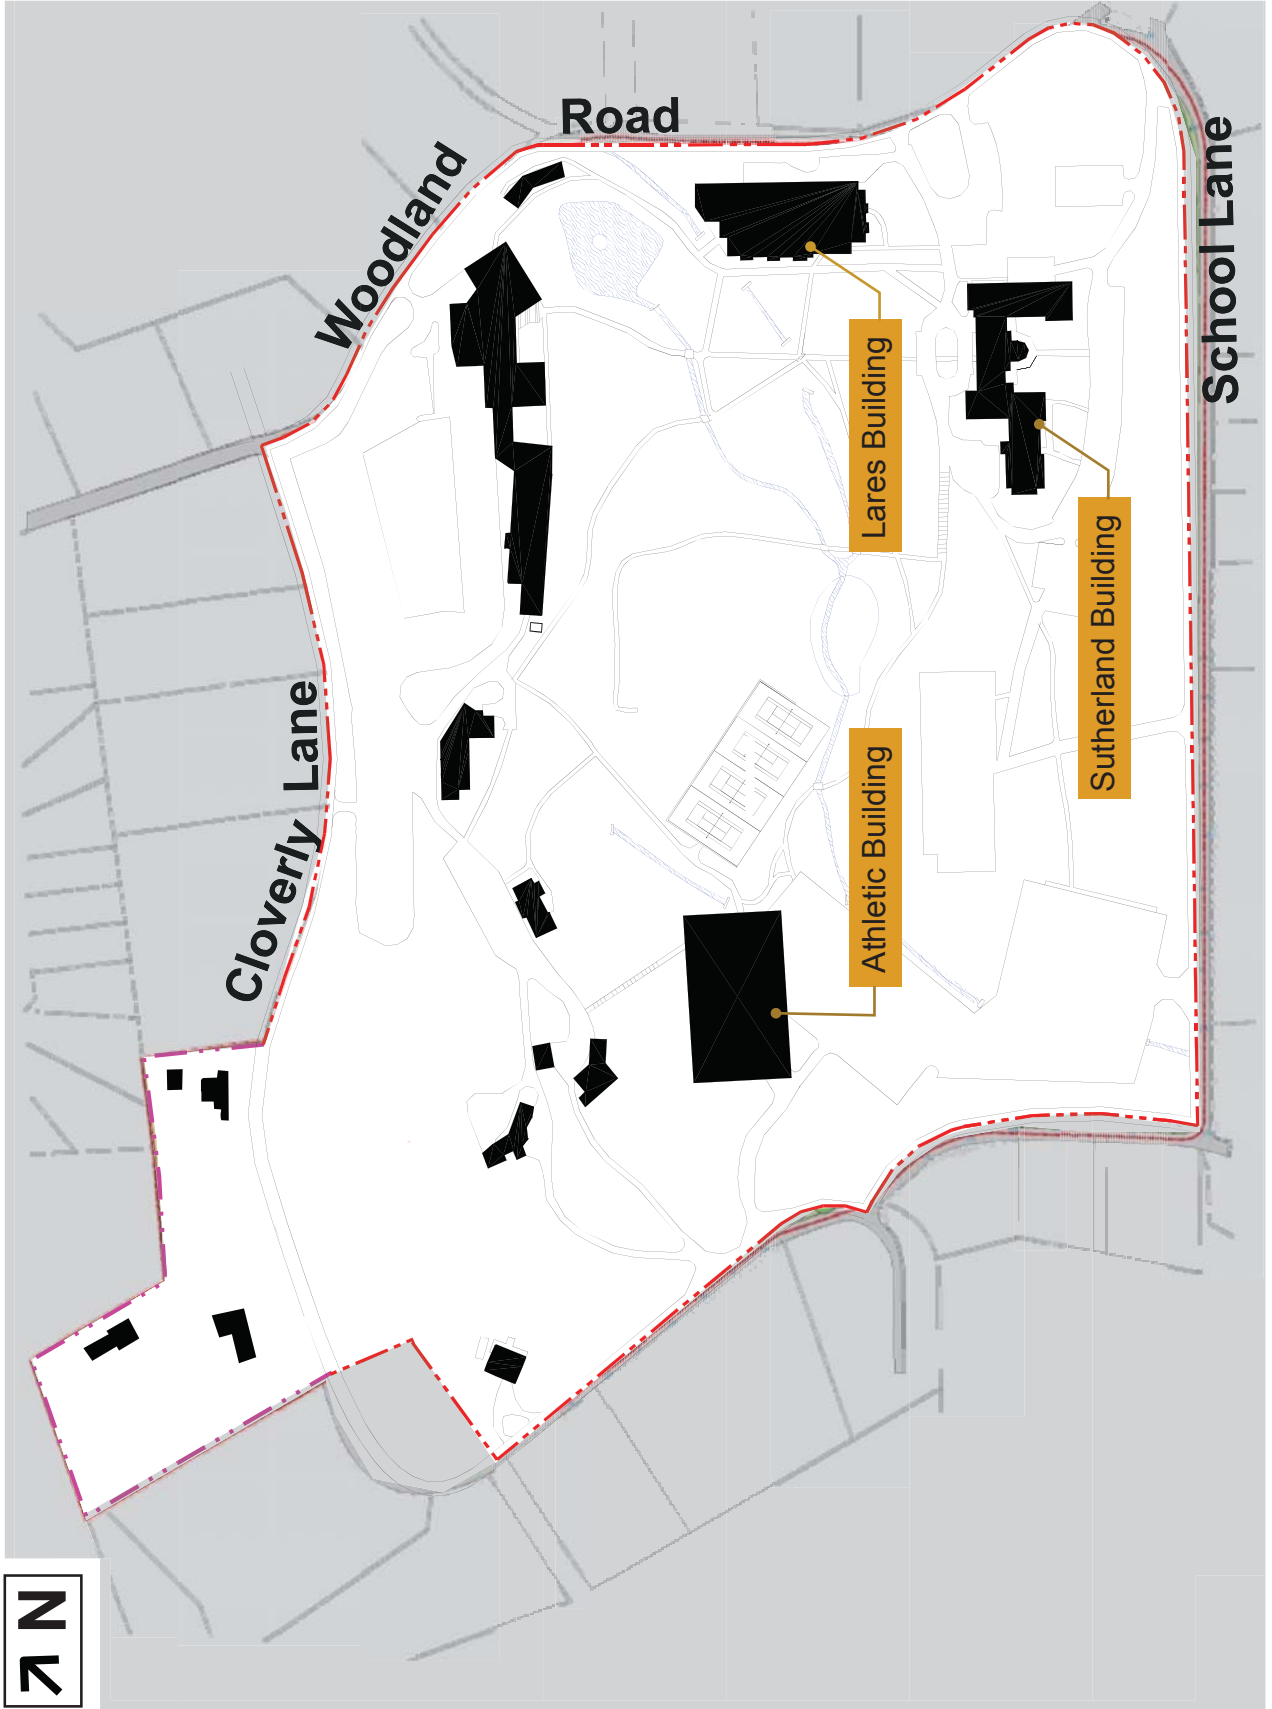 Woodland
Road
School Lane
Cloverly Lane
Lares Building
Sutherland Building
Athletic Building
N